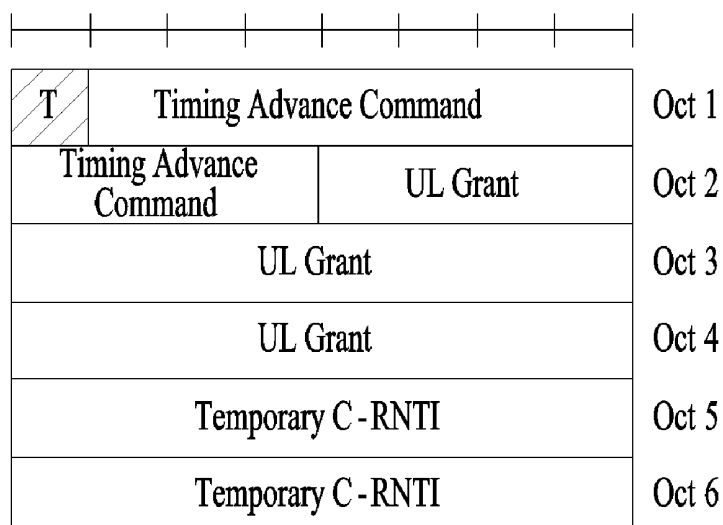 T Timing Advance Command Oct 1
Timing Advance
Command UL Grant Oct 2
UL Grant Oct 3
UL Grant Oct 4
Temporary C-RNTI Oct 5
Temporary C-RNTI Oct 6